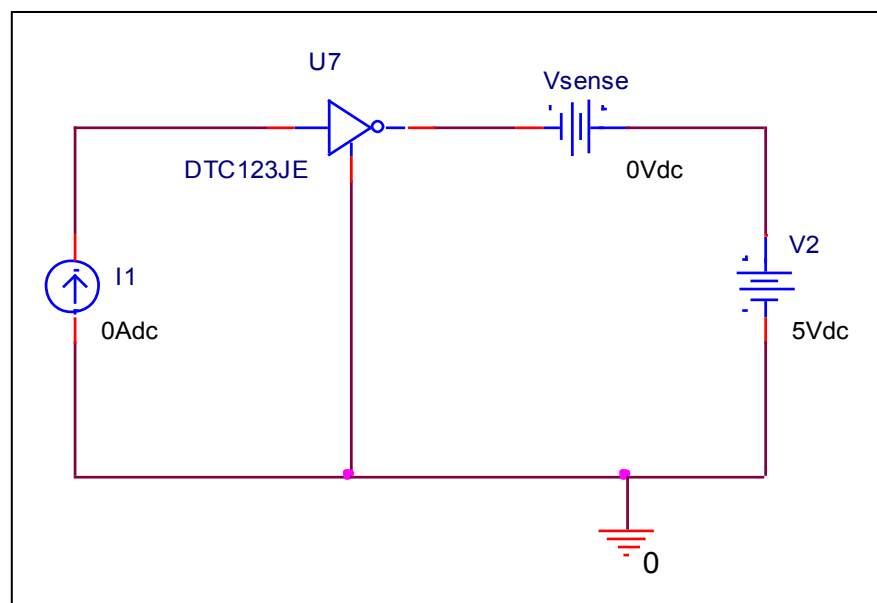 U7
Vsense
DTC123JE
0Vdc
V2
I1
0Adc
5Vdc
0